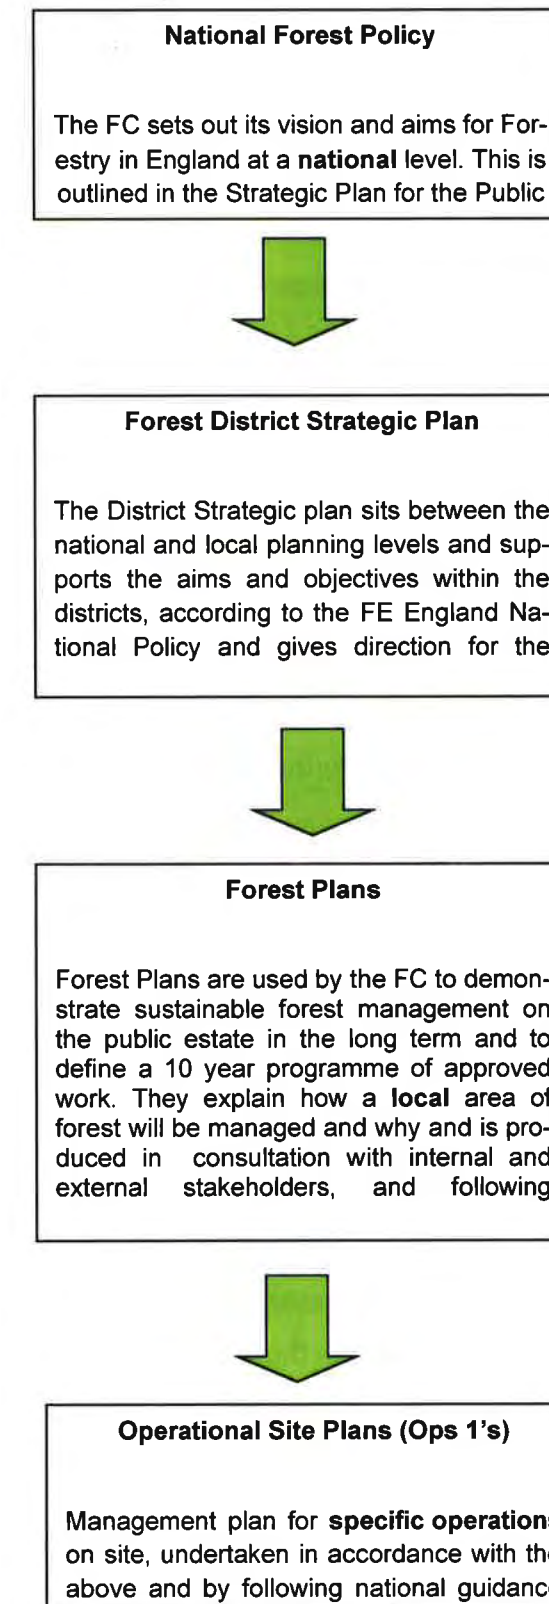 National Forest Policy
The FC sets out its vision and aims for For-
estry in England at a national level. This is
outlined in the Strategic Plan for the Public
Forest District Strategic Plan
The District Strategic plan sits between the
national and local planning levels and sup-
ports the aims and objectives within the
districts, according to the FE England Na-
tional Policy and gives direction for the
Forest Plans
Forest Plans are used by the FC to demon-
strate sustainable forest management on
the public estate in the long term and to
define a 10 year programme of approved
work. They explain how a local area of
forest will be managed and why and is pro-
duced in consultation with internal and
external stakeholders, and following
Operational Site Plans (Ops 1's)
Management plan for specific operations
on site, undertaken in accordance with the
above and by following national guidance